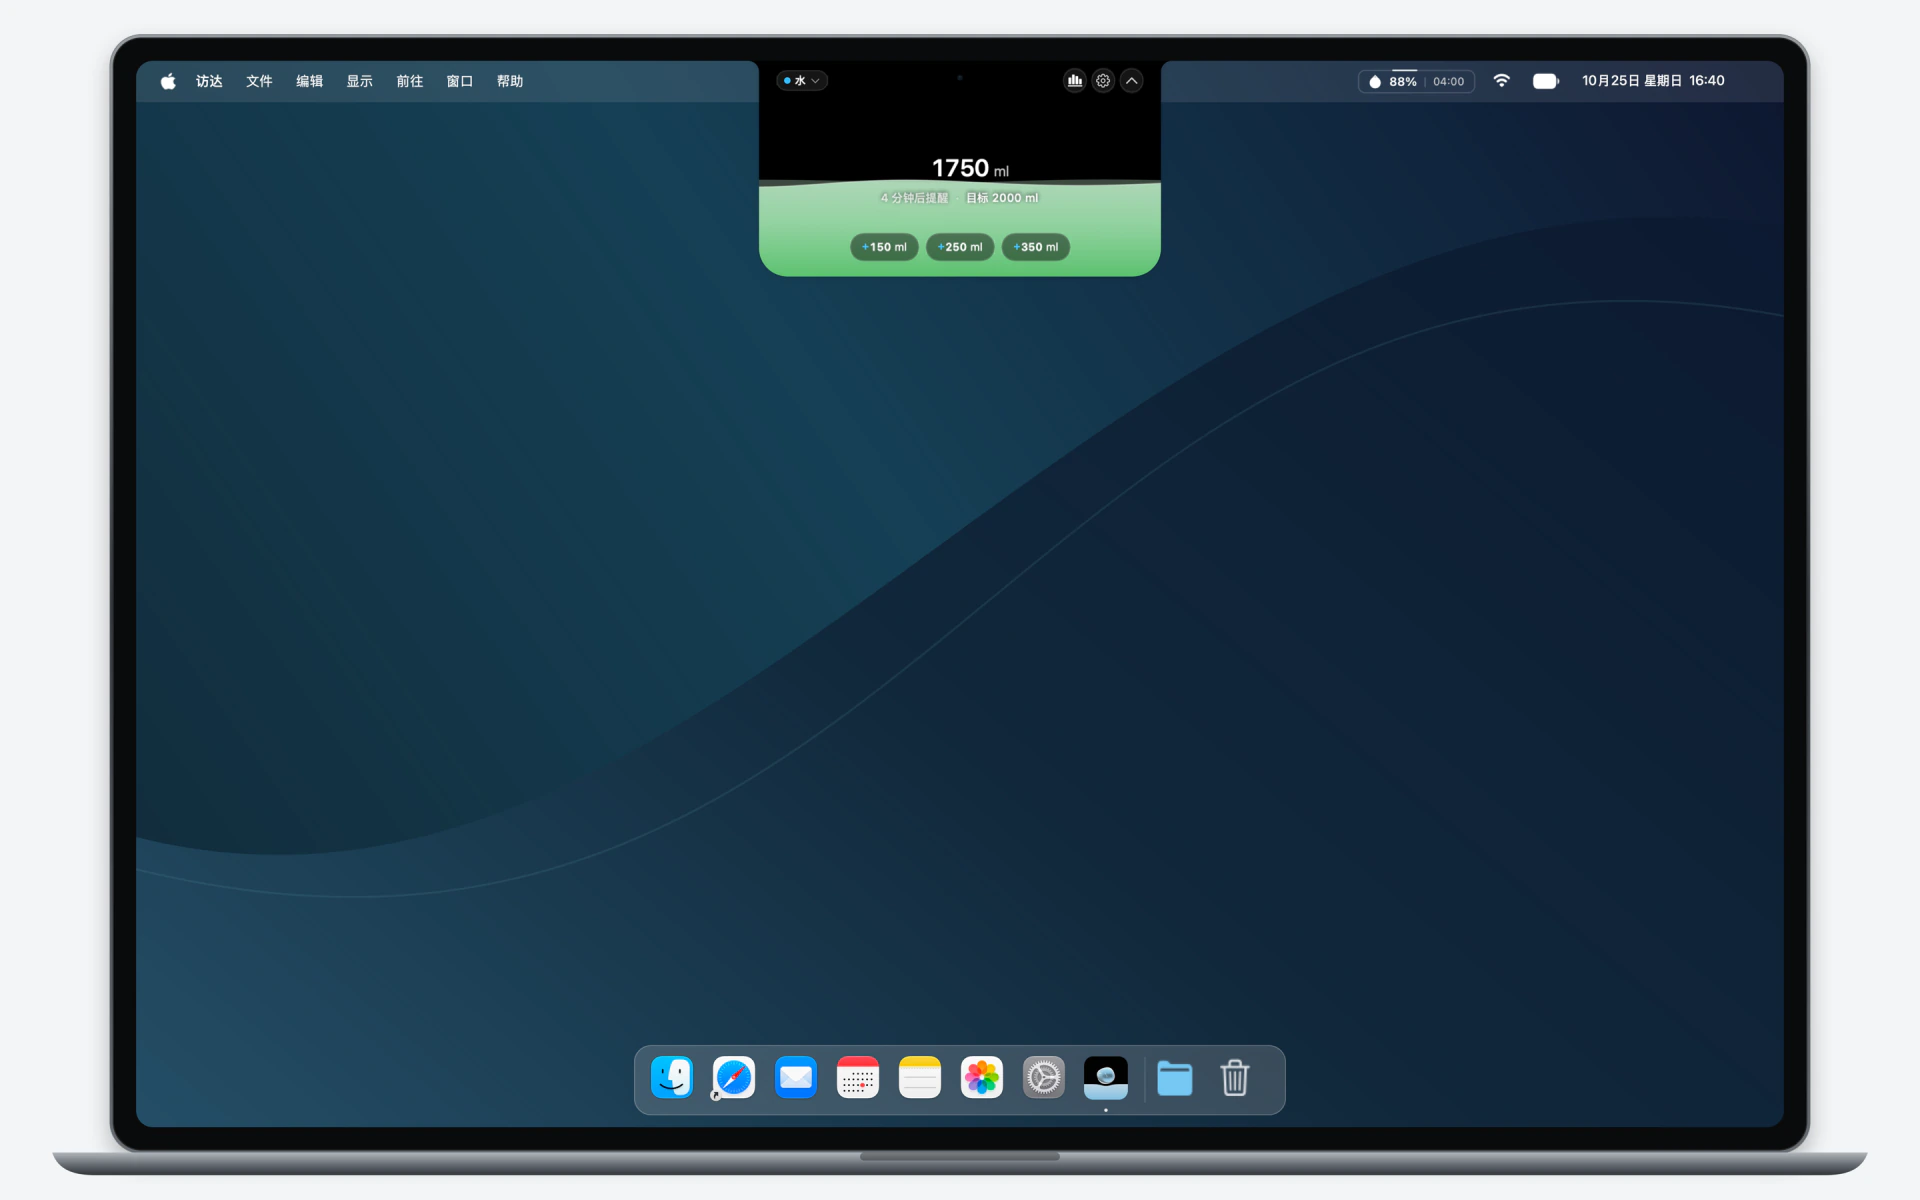 访达 文件 编辑 显示 前往 窗口 帮助
水
88% | 04:00
10月25日 星期日 16:40
1750 ml
4 分钟后提醒 · 目标 2000 ml
+150 ml +250 ml +350 ml